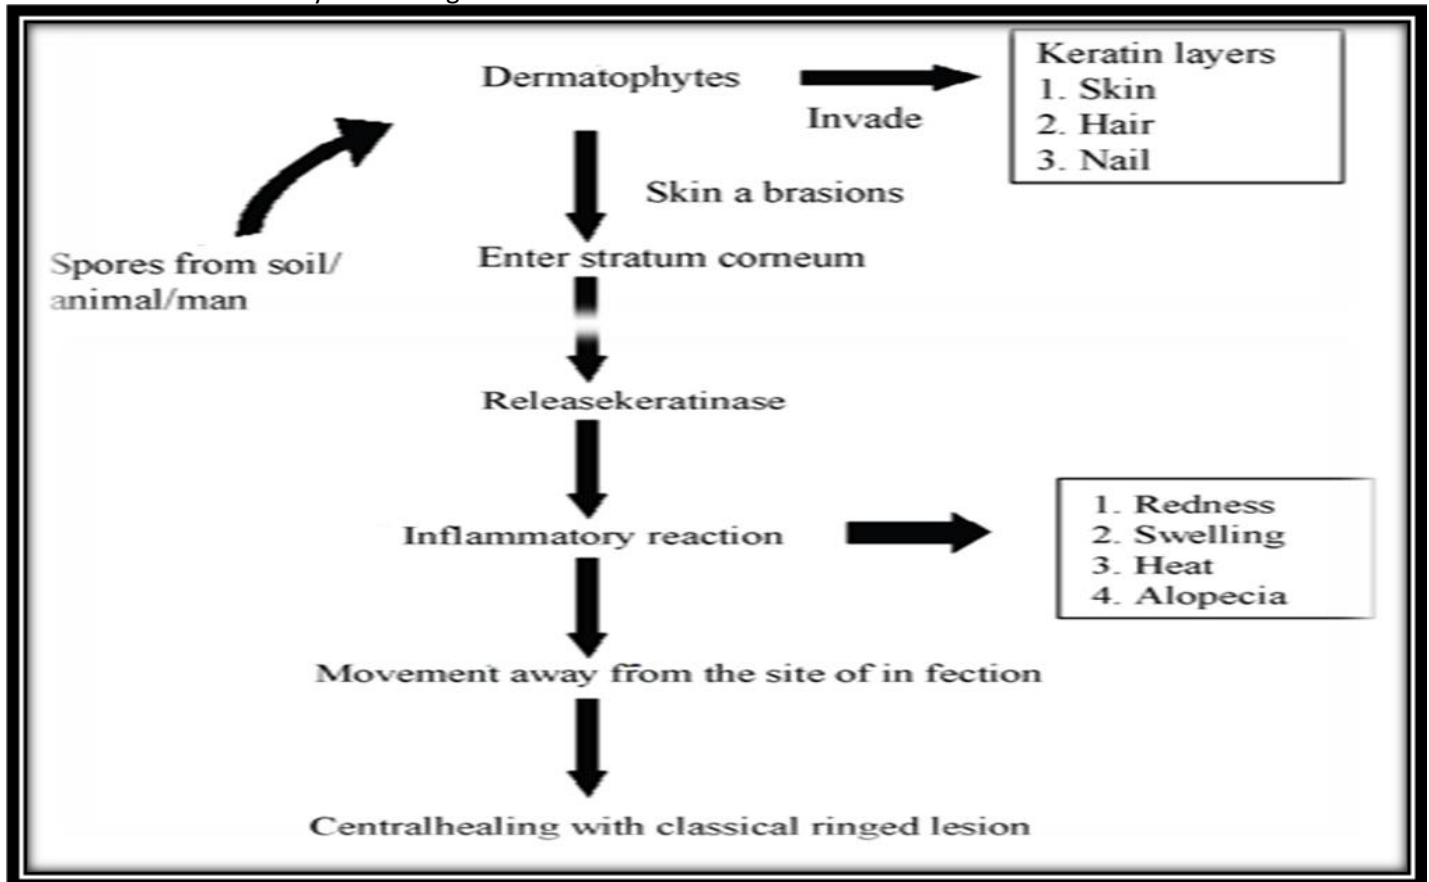 Dermatophytes
Invade
Keratin layers
1. Skin
2. Hair
3. Nail
Skin a brasions
Spores from soil/
animal/man
Enter stratum corneum
Releasekeratinase
Inflammatory reaction
1. Redness
2. Swelling
3. Heat
4. Alopecia
Movement away from the site of in fection
Centralhealing with classical ringed lesion